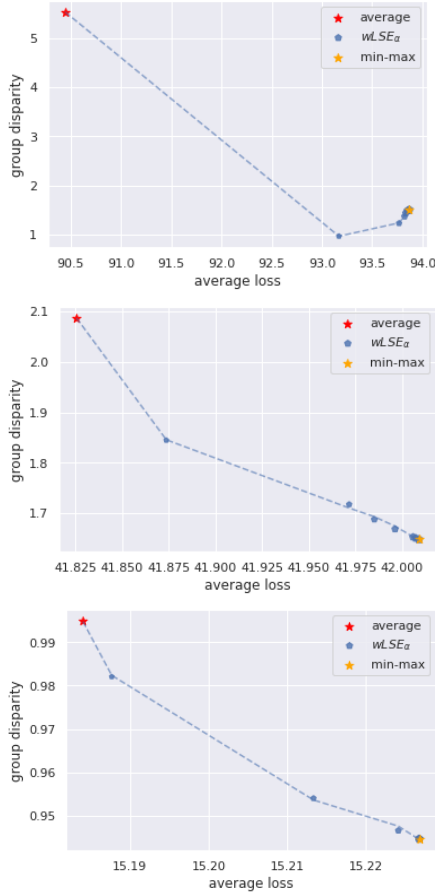 group disparity
5
4
3
2
1
average
wLSEα
min-max
90.5 91.0 91.5 92.0 92.5 93.0 93.5 94.0
average loss
group disparity
2.1
2.0
1.9
1.8
1.7
average
wLSEα
min-max
41.825 41.850 41.875 41.900 41.925 41.950 41.975 42.000
average loss
group disparity
0.99
0.98
0.97
0.96
0.95
average
wLSEα
min-max
15.19 15.20 15.21 15.22
average loss